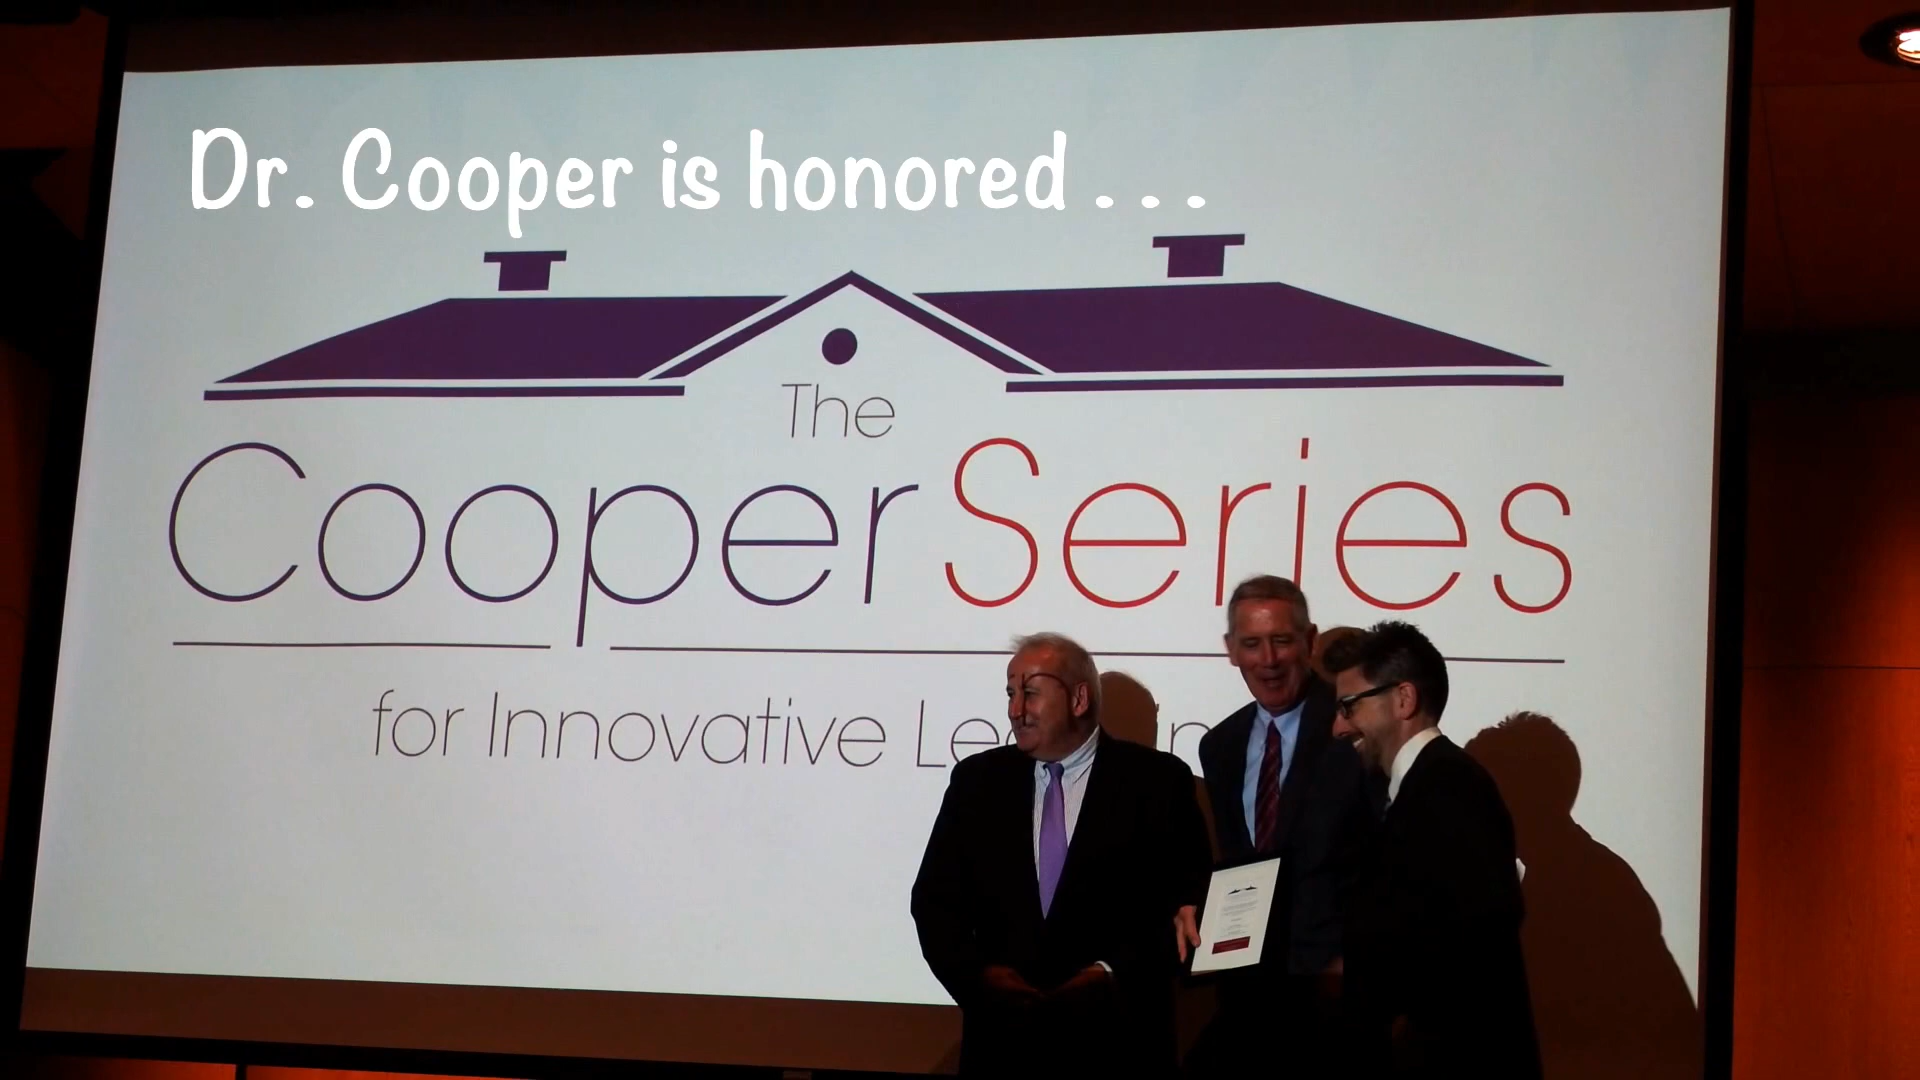 Dr. Cooper is honored . . .
The
Cooper Series
for Innovative